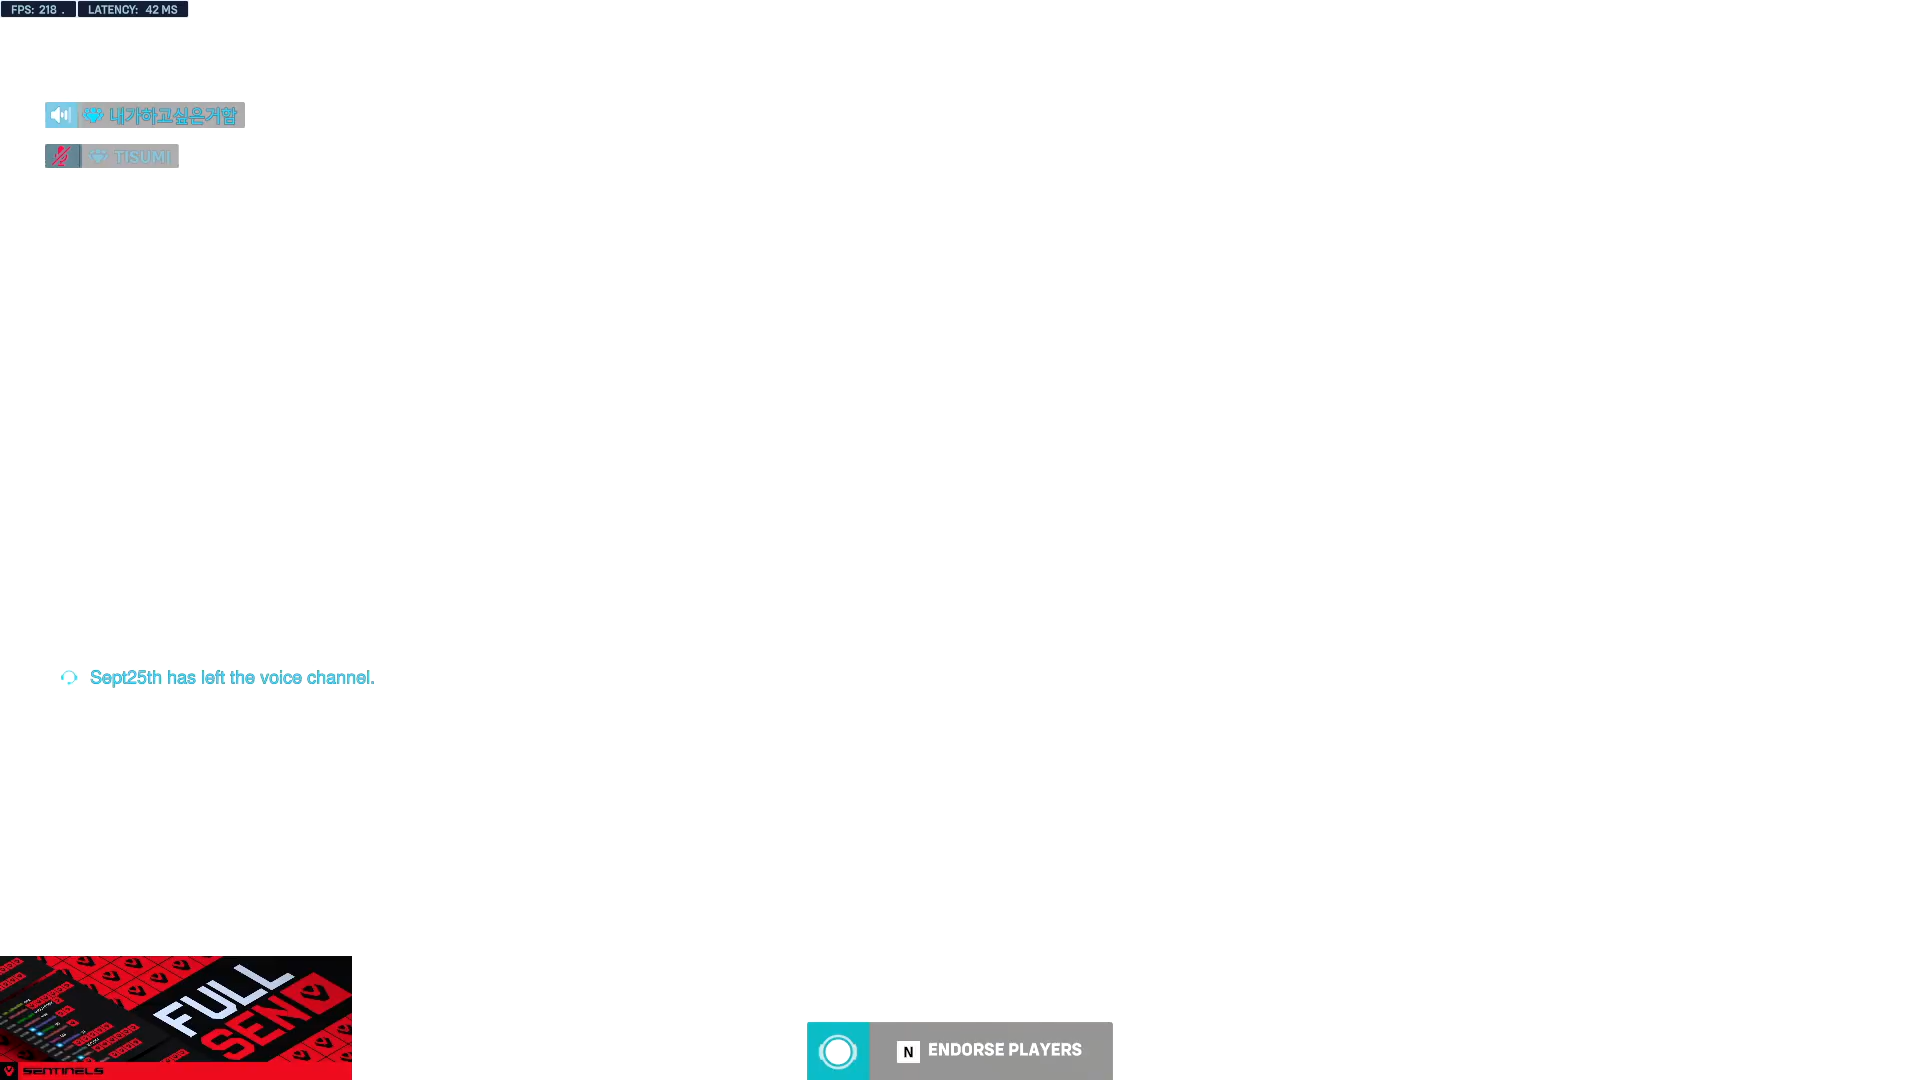 FPS: 218 . LATENCY: 42 MS
내가하고싶은거함
TISUMI
Sept25th has left the voice channel.
FULL
SEN
SENTINELS
N ENDORSE PLAYERS